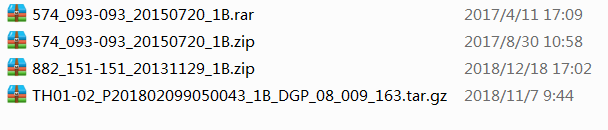 574_093-093_20150720_1B.rar 2017/4/11 17:09
574_093-093_20150720_1B.zip 2017/8/30 10:58
882_151-151_20131129_1B.zip 2018/12/18 17:02
TH01-02_P201802099050043_1B_DGP_08_009_163.tar.gz 2018/11/7 9:44